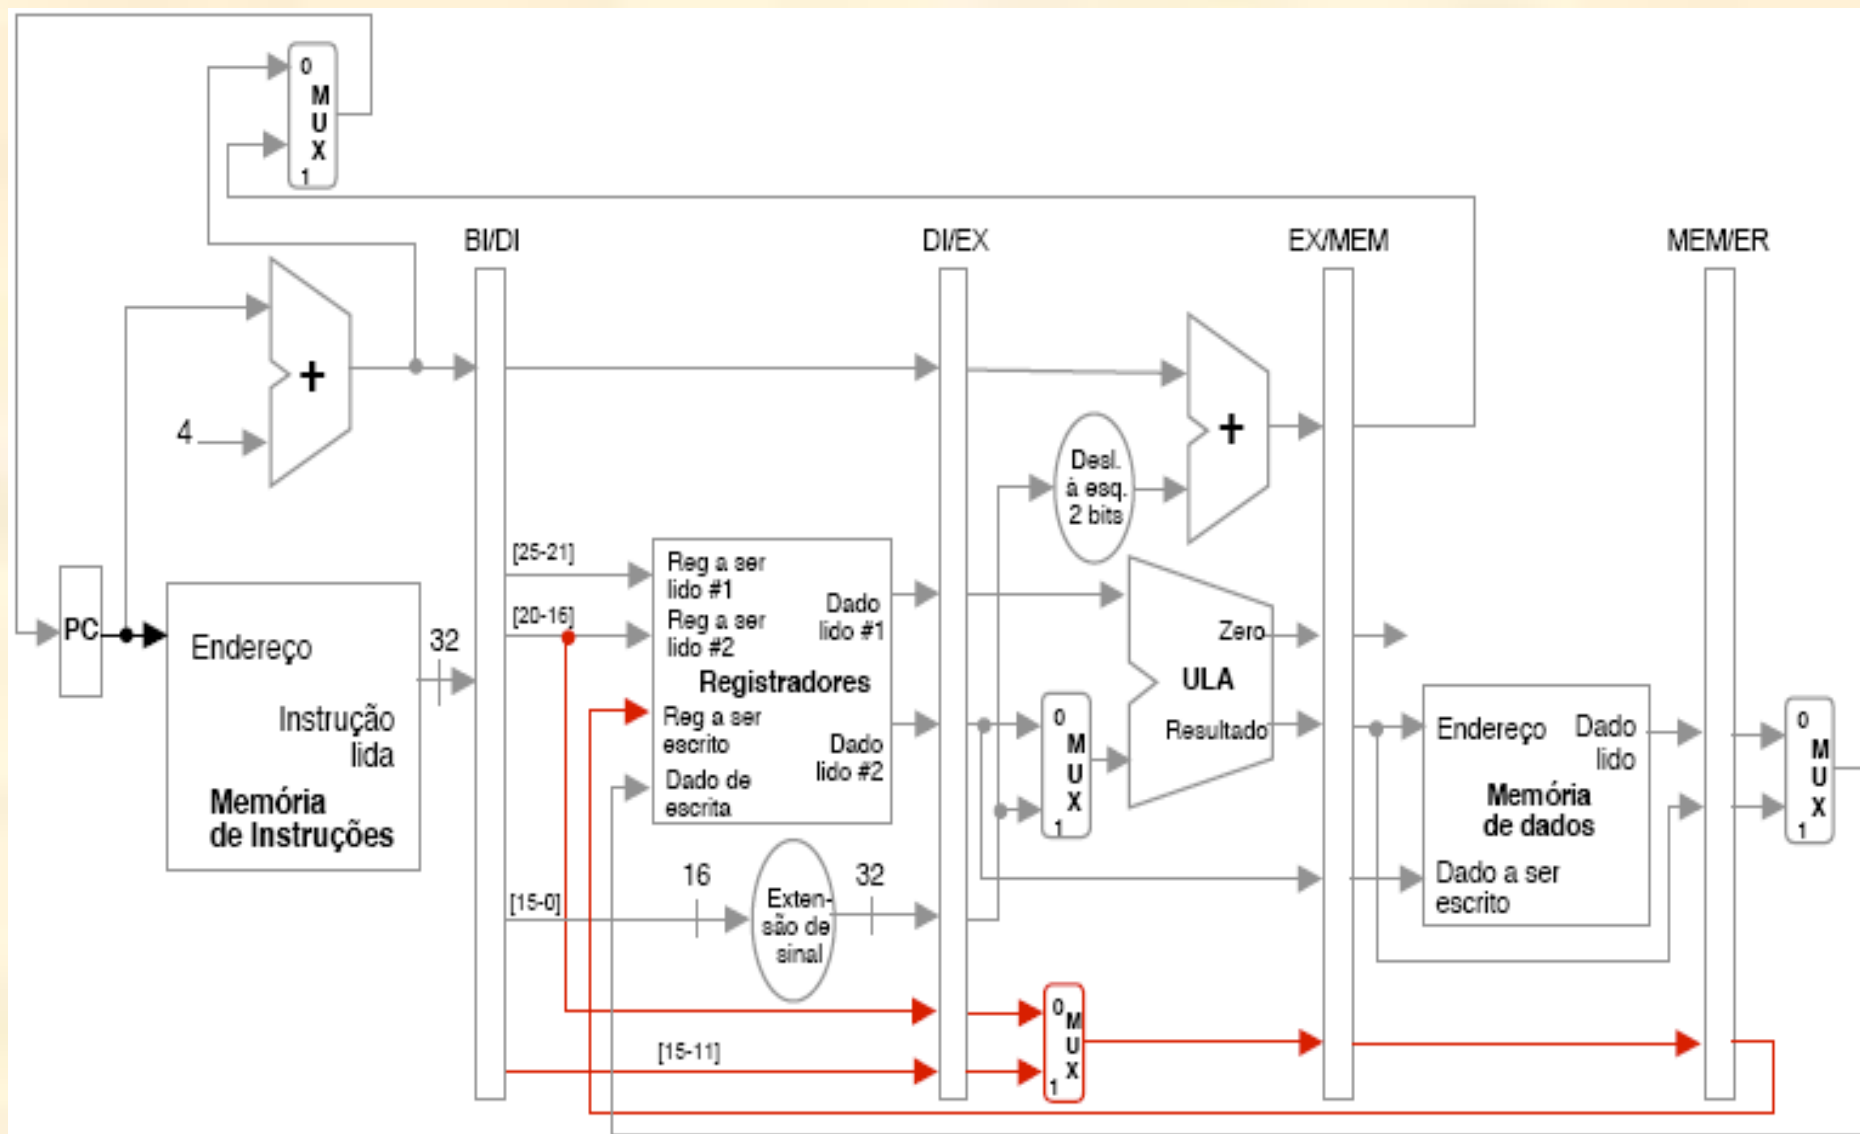 0
M
U
X
1
BI/DI
DI/EX
EX/MEM
MEM/ER
+
4
+
Desl.
à esq.
2 bits
[25-21]
[20-16]
PC
Endereço
32
Instrução
lida
Memória
de Instruções
Reg a ser
lido #1
Reg a ser
lido #2
Dado
lido #1
Registradores
Reg a ser
escrito
Dado
lido #2
Dado de
escrita
0
M
U
X
1
Zero
ULA
Resultado
Endereço
Dado
lido
Memória
de dados
Dado a ser
escrito
0
M
U
X
1
[15-0]
16
Exten-
são de
sinal
32
[15-11]
0
M
U
X
1